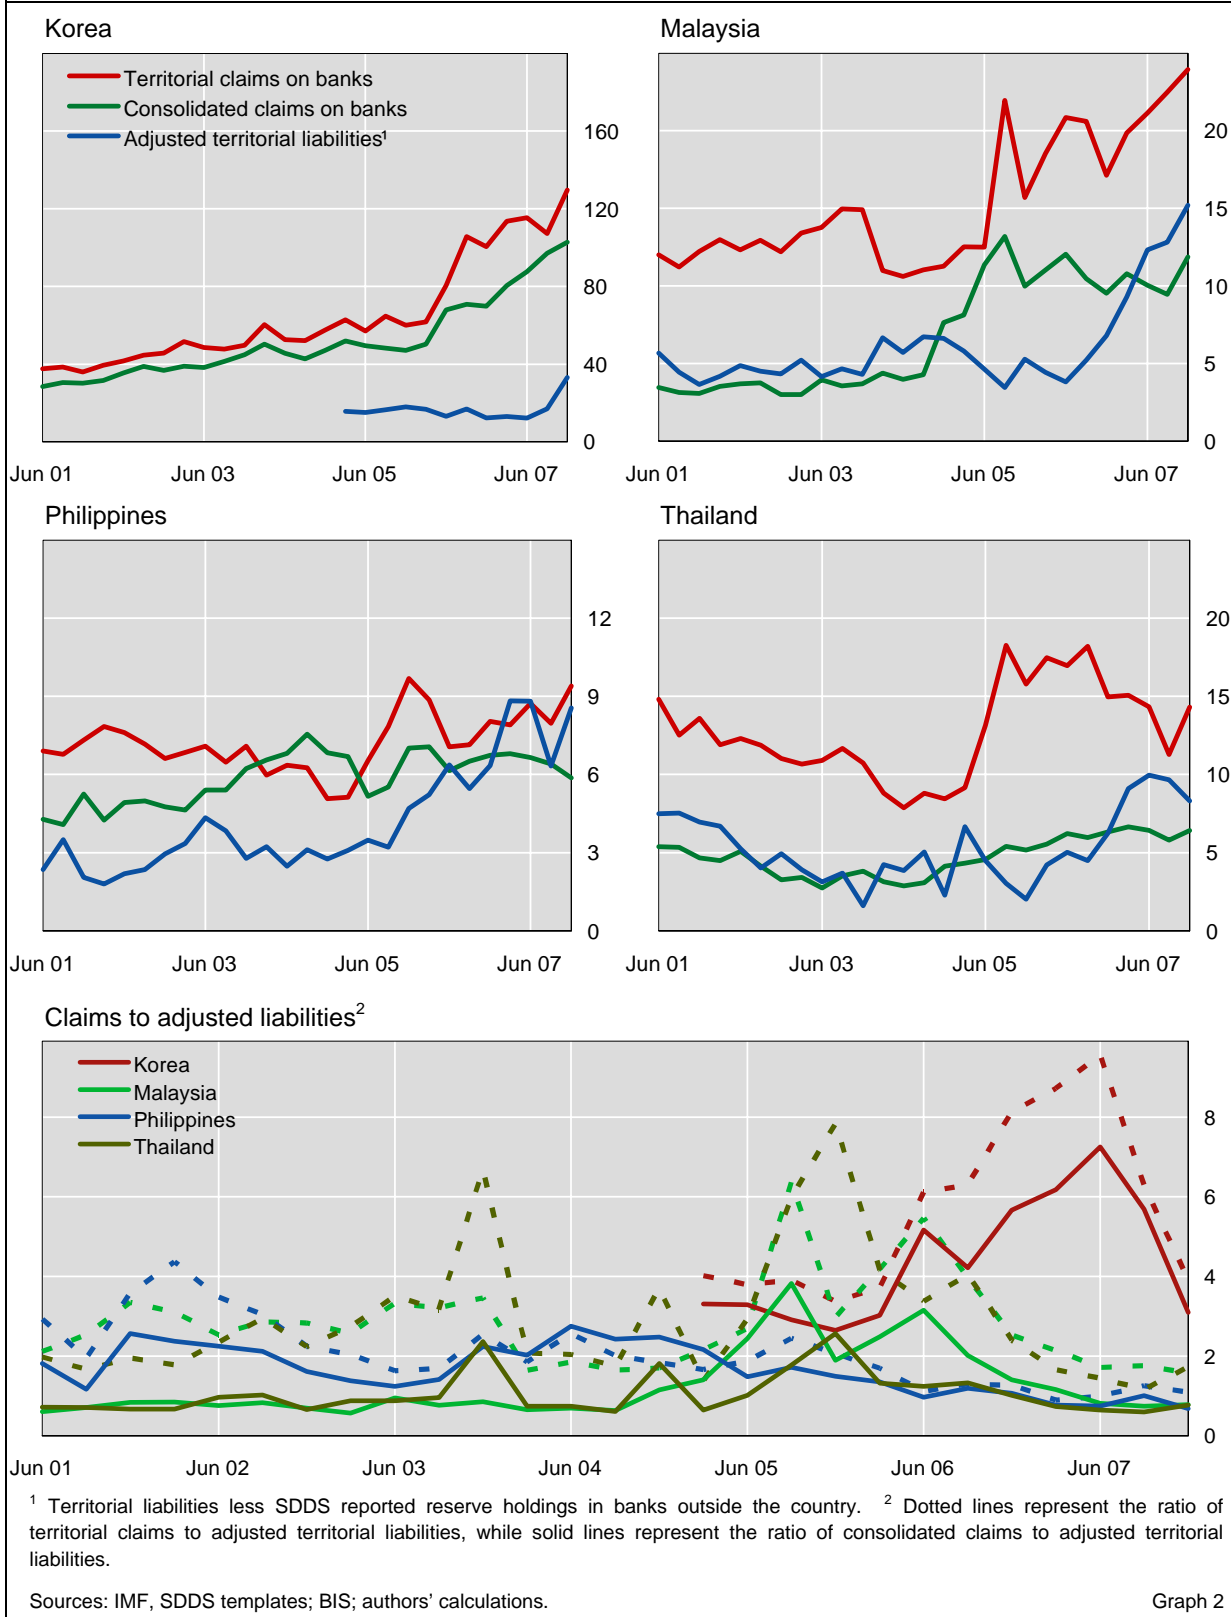 Korea
Territorial claims on banks
Consolidated claims on banks
Adjusted territorial liabilities¹
160
120
80
40
0
Jun 01 Jun 03 Jun 05 Jun 07
Malaysia
20
15
10
5
0
Jun 01 Jun 03 Jun 05 Jun 07
Philippines
12
9
6
3
0
Jun 01 Jun 03 Jun 05 Jun 07
Thailand
20
15
10
5
0
Jun 01 Jun 03 Jun 05 Jun 07
Claims to adjusted liabilities²
Korea
Malaysia
Philippines
Thailand
8
6
4
2
0
Jun 01 Jun 02 Jun 03 Jun 04 Jun 05 Jun 06 Jun 07
¹ Territorial liabilities less SDDS reported reserve holdings in banks outside the country. ² Dotted lines represent the ratio of
territorial claims to adjusted territorial liabilities, while solid lines represent the ratio of consolidated claims to adjusted territorial
liabilities.
Sources: IMF, SDDS templates; BIS; authors' calculations. Graph 2